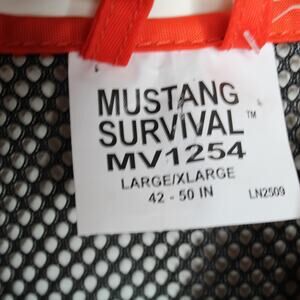 MUSTANG
SURVIVAL™
MV1254
LARGE/XLARGE
42 - 50 IN
LN2509